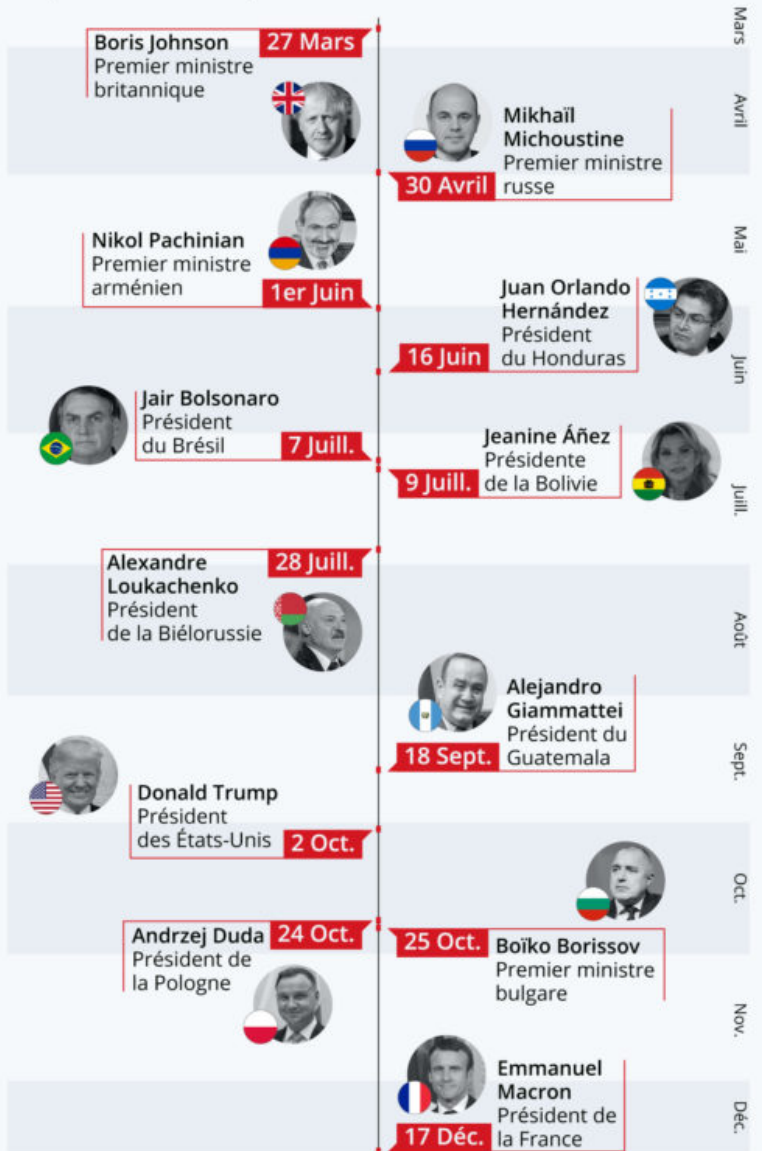 Mars
Boris Johnson
Premier ministre
britannique
27 Mars
Avril
Mikhaïl
Michoustine
Premier ministre
russe
30 Avril
Mai
Nikol Pachinian
Premier ministre
arménien
1er Juin
Juan Orlando
Hernández
Président
du Honduras
16 Juin
Juin
Jair Bolsonaro
Président
du Brésil
7 Juill.
Jeanine Áñez
Présidente
de la Bolivie
9 Juill.
Juill.
Alexandre
Loukachenko
Président
de la Biélorussie
28 Juill.
Août
Alejandro
Giammattei
Président du
Guatemala
18 Sept.
Sept.
Donald Trump
Président
des États-Unis
2 Oct.
Oct.
Andrzej Duda
Président de
la Pologne
24 Oct.
25 Oct.
Boïko Borissov
Premier ministre
bulgare
Nov.
Emmanuel
Macron
Président de
la France
17 Déc.
Déc.